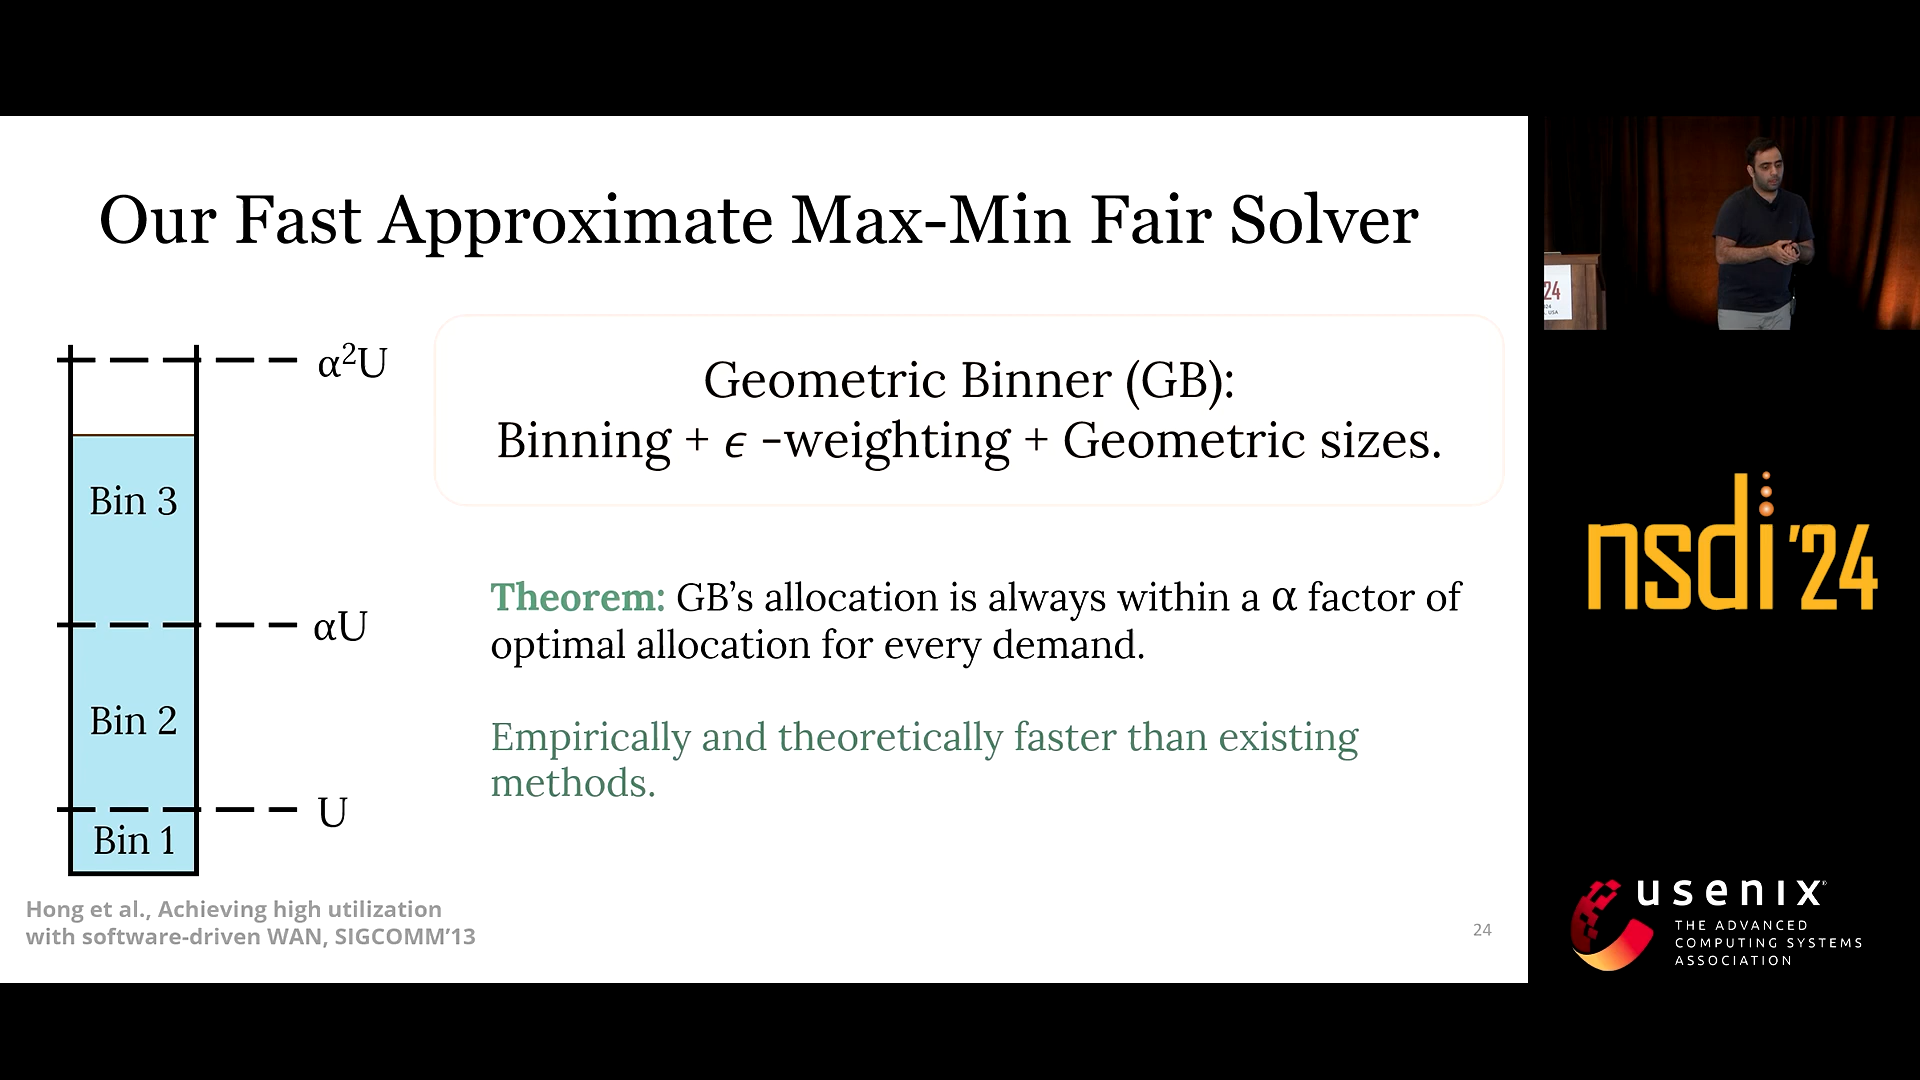 Our Fast Approximate Max-Min Fair Solver
α²U
αU
U
Bin 3
Bin 2
Bin 1
Geometric Binner (GB):
Binning + ϵ -weighting + Geometric sizes.
Theorem: GB’s allocation is always within a α factor of
optimal allocation for every demand.
Empirically and theoretically faster than existing
methods.
Hong et al., Achieving high utilization
with software-driven WAN, SIGCOMM’13
24
24
USA
nsdi ’24
usenix
THE ADVANCED
COMPUTING SYSTEMS
ASSOCIATION